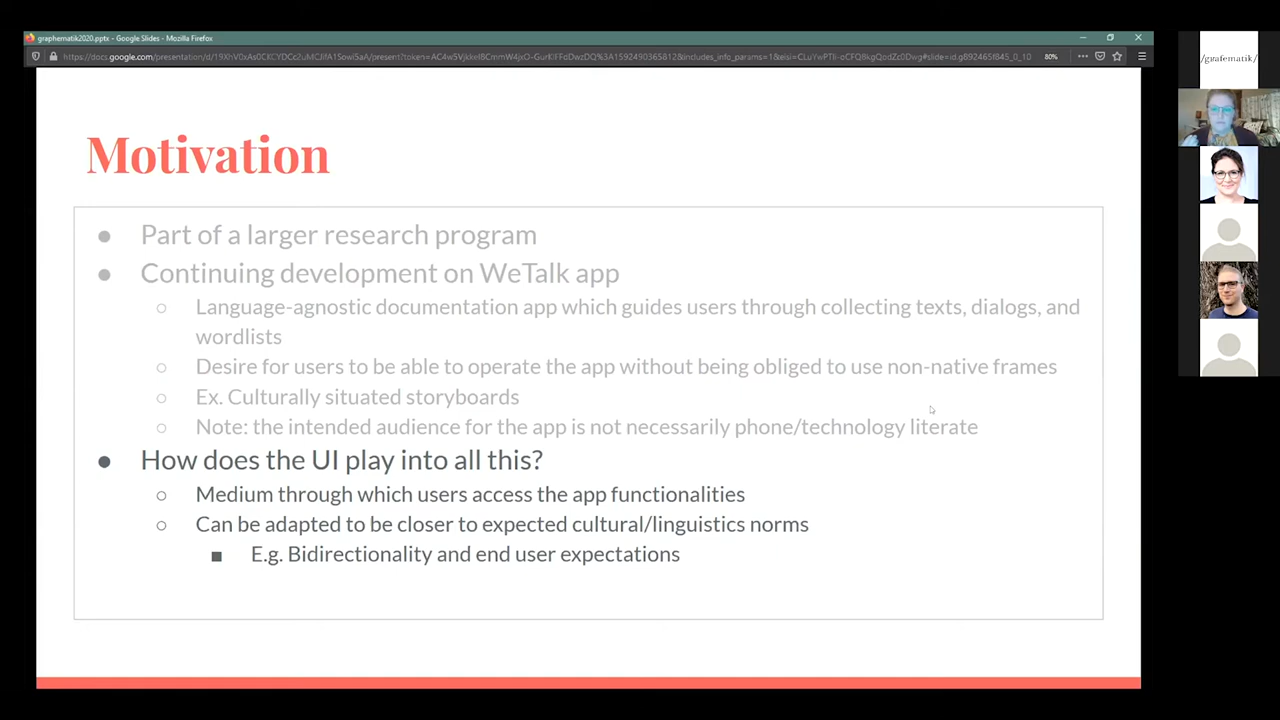 graphematik2020.pptx - Google Slides - Mozilla Firefox
80%
/grafematik/
Motivation
● Part of a larger research program
● Continuing development on WeTalk app
○ Language-agnostic documentation app which guides users through collecting texts, dialogs, and
wordlists
○ Desire for users to be able to operate the app without being obliged to use non-native frames
○ Ex. Culturally situated storyboards
○ Note: the intended audience for the app is not necessarily phone/technology literate
● How does the UI play into all this?
○ Medium through which users access the app functionalities
○ Can be adapted to be closer to expected cultural/linguistics norms
■ E.g. Bidirectionality and end user expectations